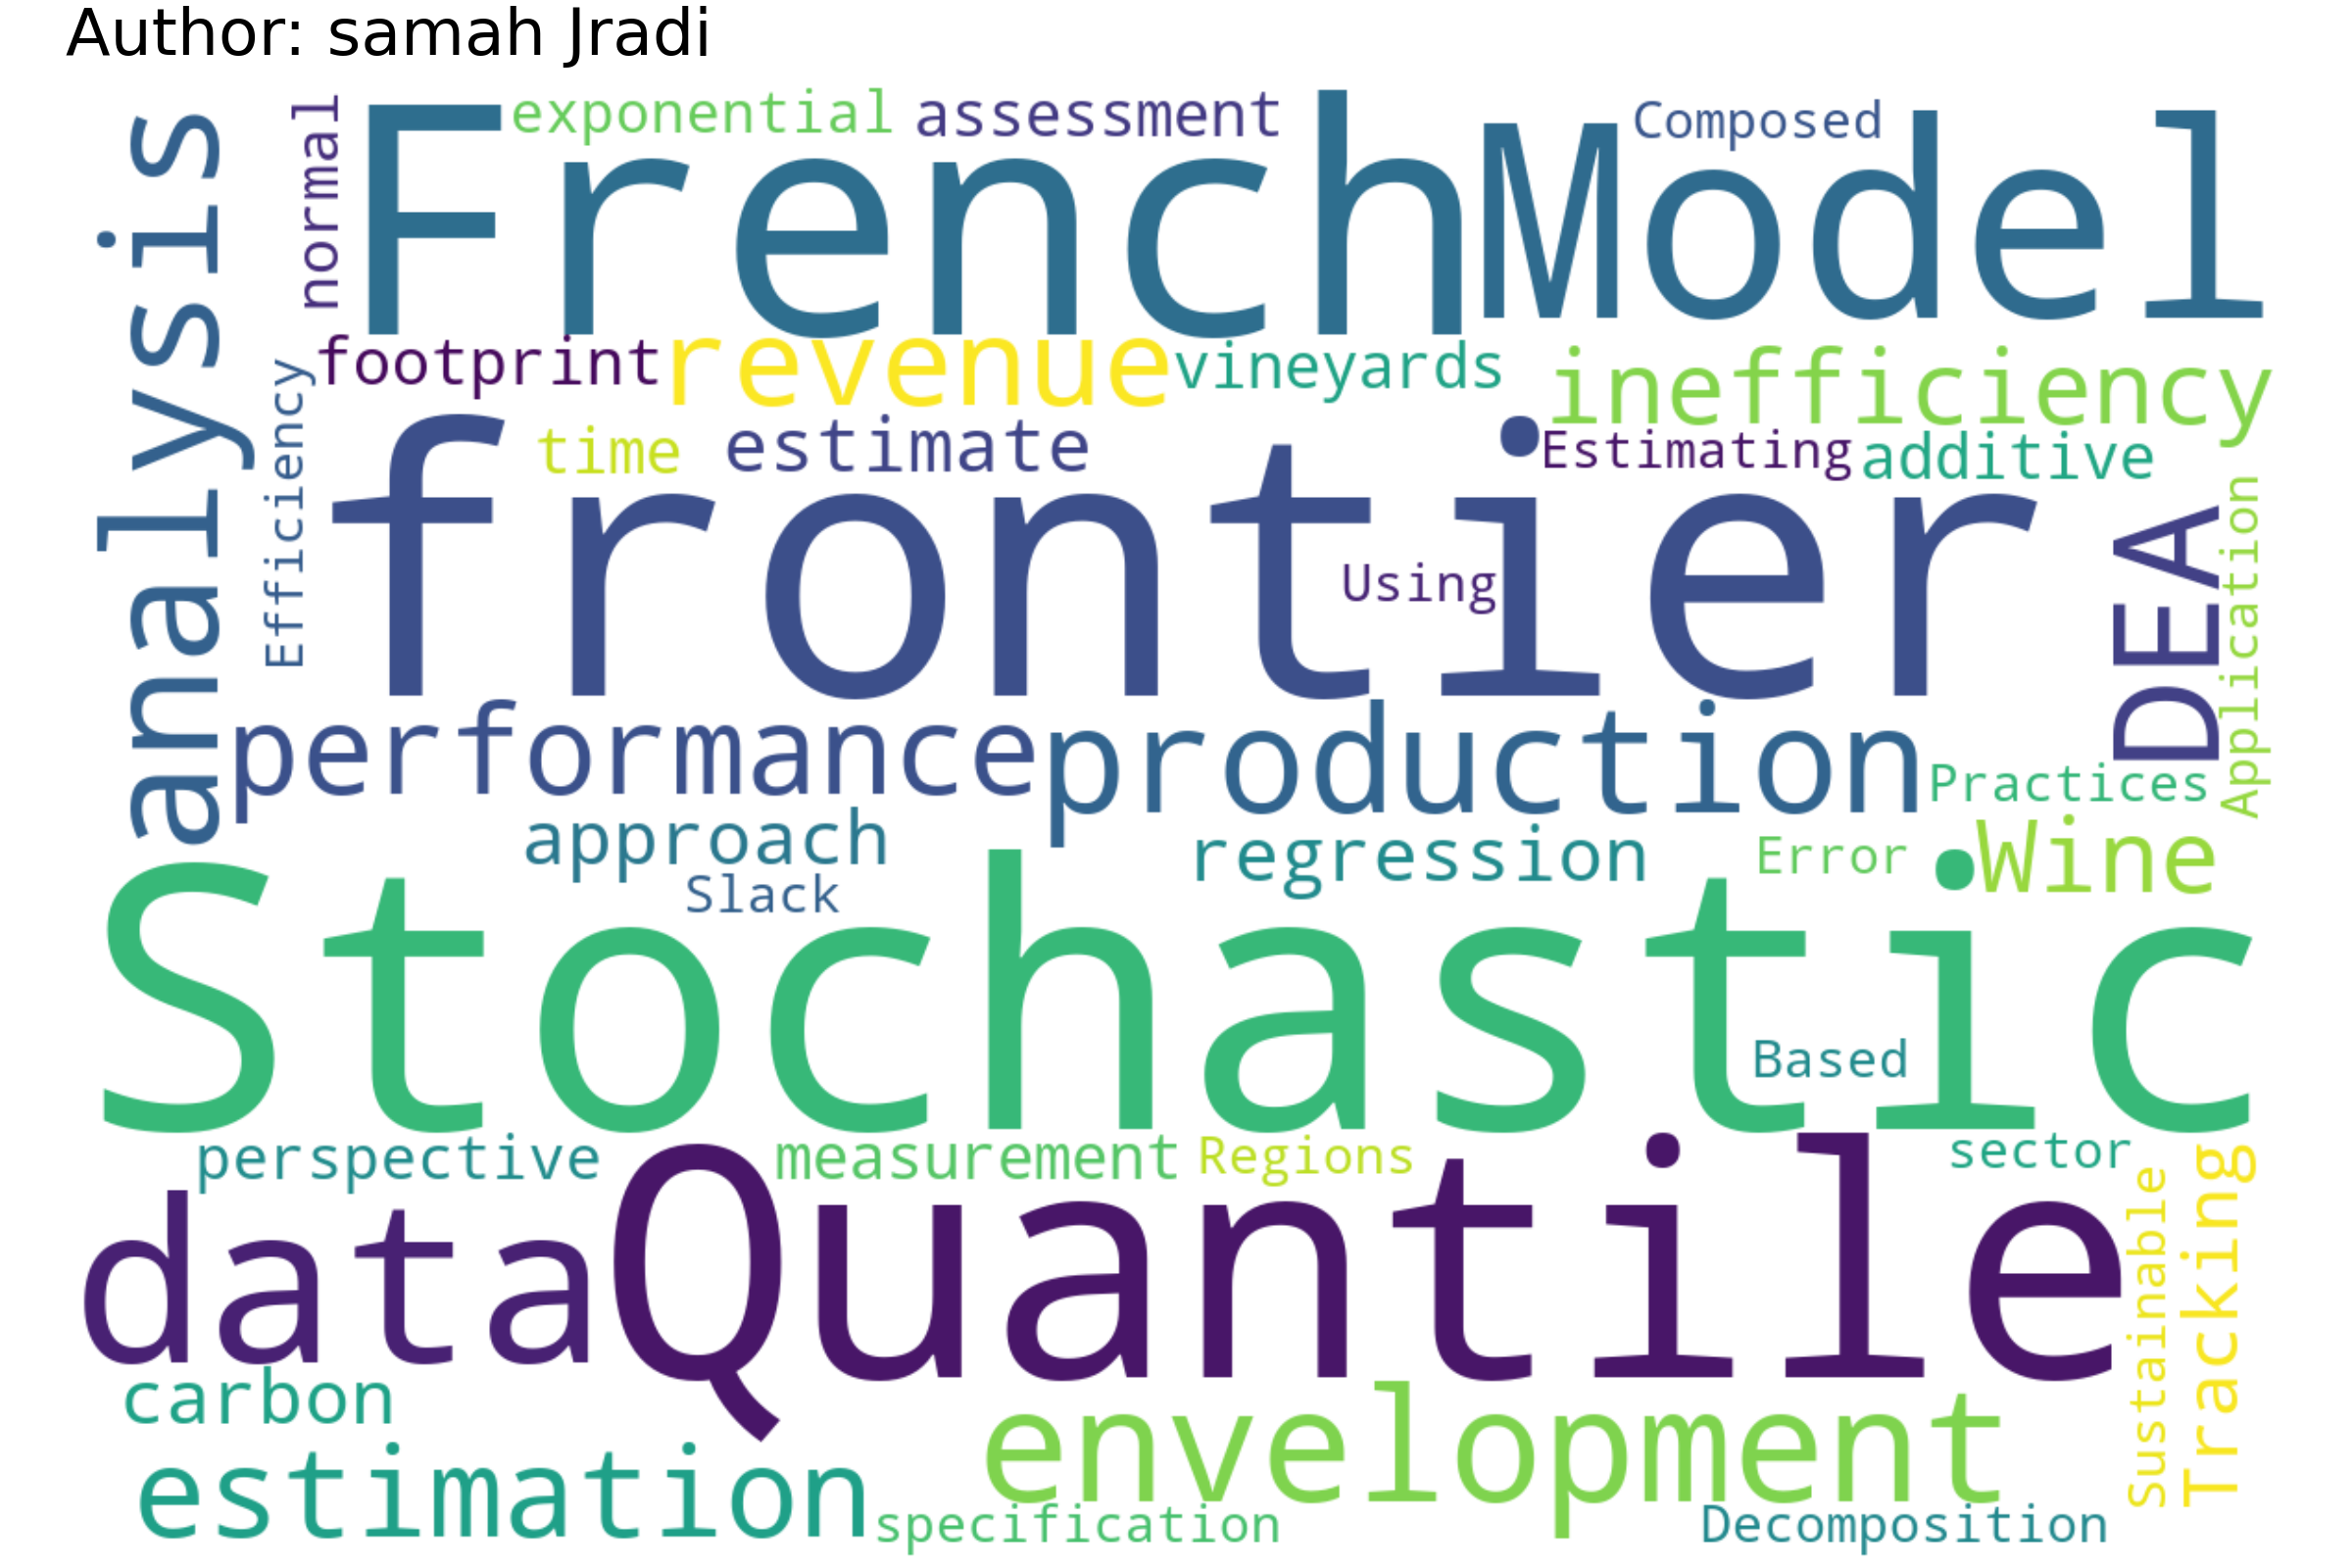 Author: samah Jradi
exponential
assessment
Composed
normal
French
Model
analysis
footprint
revenue
vineyards
inefficiency
Efficiency
time
estimate
Estimating
additive
frontier
Using
DEA
Application
performance
production
Practices
approach
regression
Error
Wine
Slack
Stochastic
Based
perspective
measurement
Regions
sector
data
Quantile
Sustainable
Tracking
carbon
envelopment
estimation
specification
Decomposition